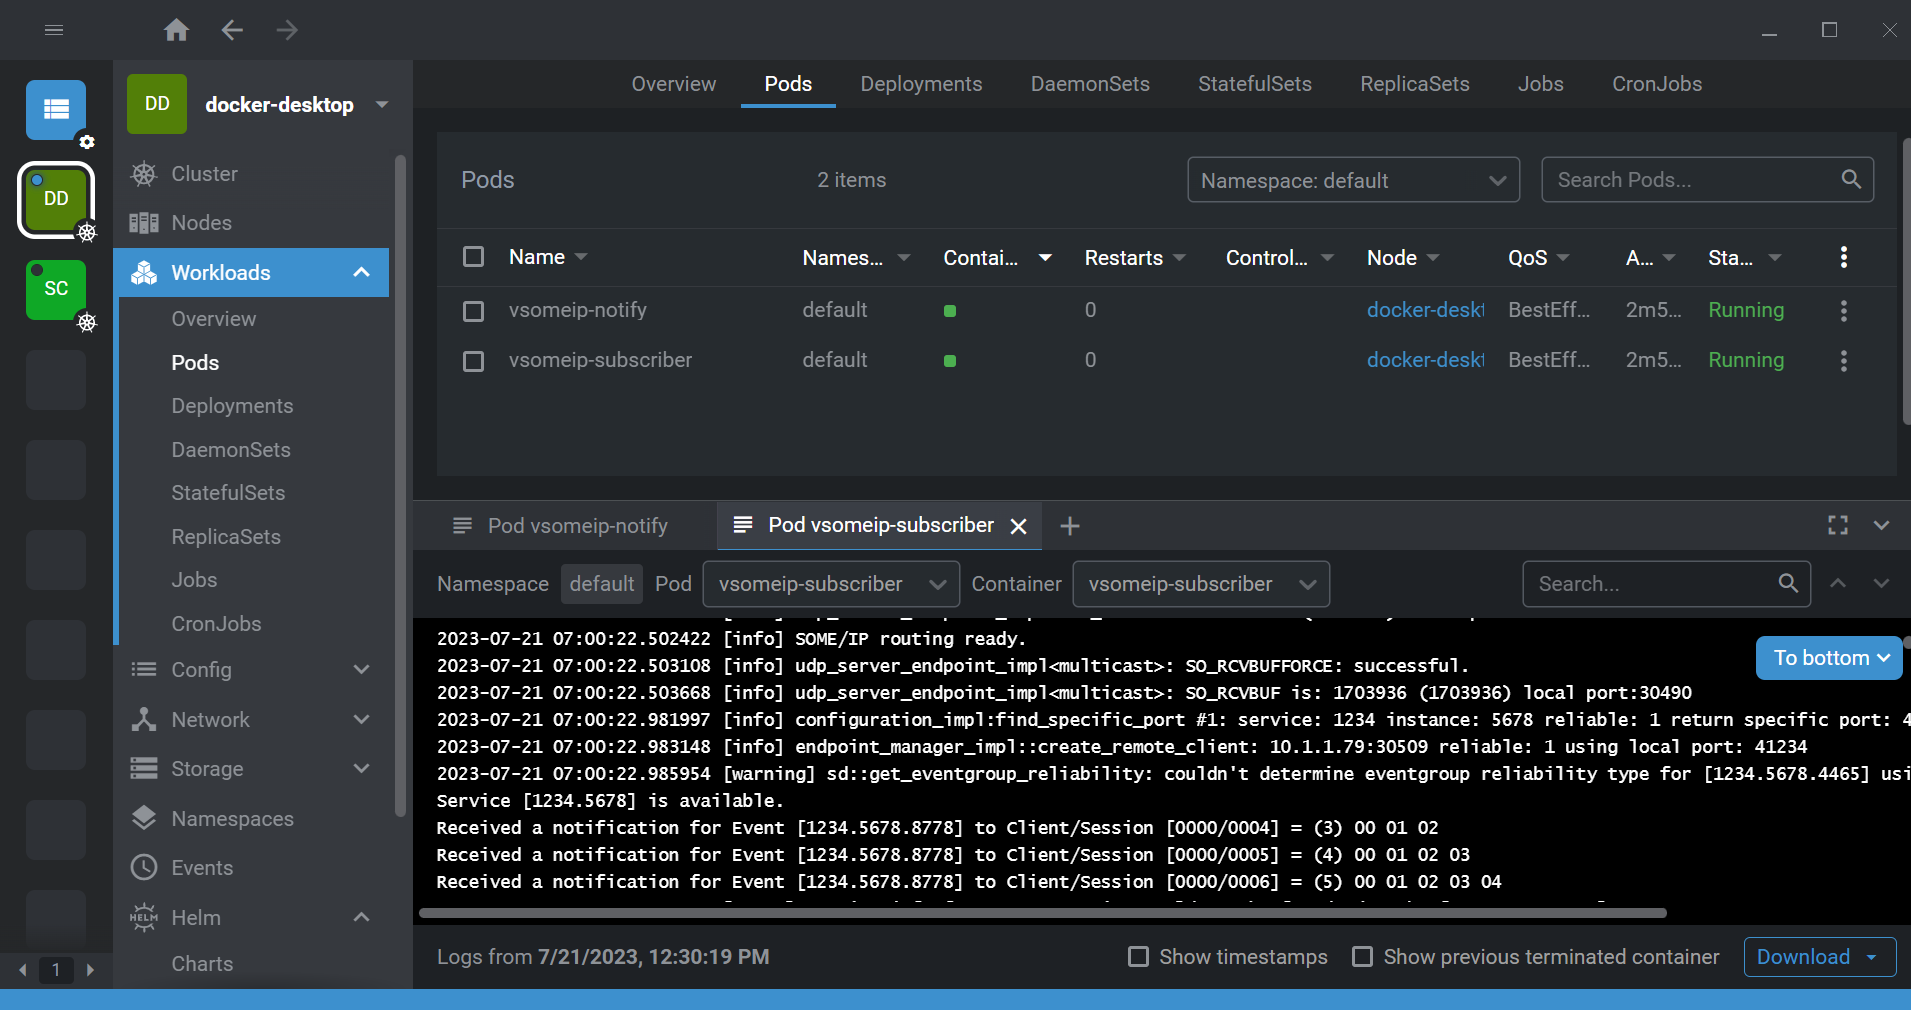 DD docker-desktop
Overview Pods Deployments DaemonSets StatefulSets ReplicaSets Jobs CronJobs
DD
SC
1
Cluster
Nodes
Workloads
Overview
Pods
Deployments
DaemonSets
StatefulSets
ReplicaSets
Jobs
CronJobs
Config
Network
Storage
Namespaces
Events
HELM Helm
Charts
Pods 2 items Namespace: default Search Pods...
Name Names... Contai... Restarts Control... Node QoS A... Sta...
vsomeip-notify default 0 docker-deskt BestEff... 2m5... Running
vsomeip-subscriber default 0 docker-deskt BestEff... 2m5... Running
Pod vsomeip-notify Pod vsomeip-subscriber
Namespace default Pod vsomeip-subscriber Container vsomeip-subscriber Search...
2023-07-21 07:00:22.502422 [info] SOME/IP routing ready.
2023-07-21 07:00:22.503108 [info] udp_server_endpoint_impl<multicast>: SO_RCVBUFFORCE: successful.
2023-07-21 07:00:22.503668 [info] udp_server_endpoint_impl<multicast>: SO_RCVBUF is: 1703936 (1703936) local port:30490
2023-07-21 07:00:22.981997 [info] configuration_impl:find_specific_port #1: service: 1234 instance: 5678 reliable: 1 return specific port: 4
2023-07-21 07:00:22.983148 [info] endpoint_manager_impl::create_remote_client: 10.1.1.79:30509 reliable: 1 using local port: 41234
2023-07-21 07:00:22.985954 [warning] sd::get_eventgroup_reliability: couldn't determine eventgroup reliability type for [1234.5678.4465] usi
Service [1234.5678] is available.
Received a notification for Event [1234.5678.8778] to Client/Session [0000/0004] = (3) 00 01 02
Received a notification for Event [1234.5678.8778] to Client/Session [0000/0005] = (4) 00 01 02 03
Received a notification for Event [1234.5678.8778] to Client/Session [0000/0006] = (5) 00 01 02 03 04
To bottom
Logs from 7/21/2023, 12:30:19 PM Show timestamps Show previous terminated container Download